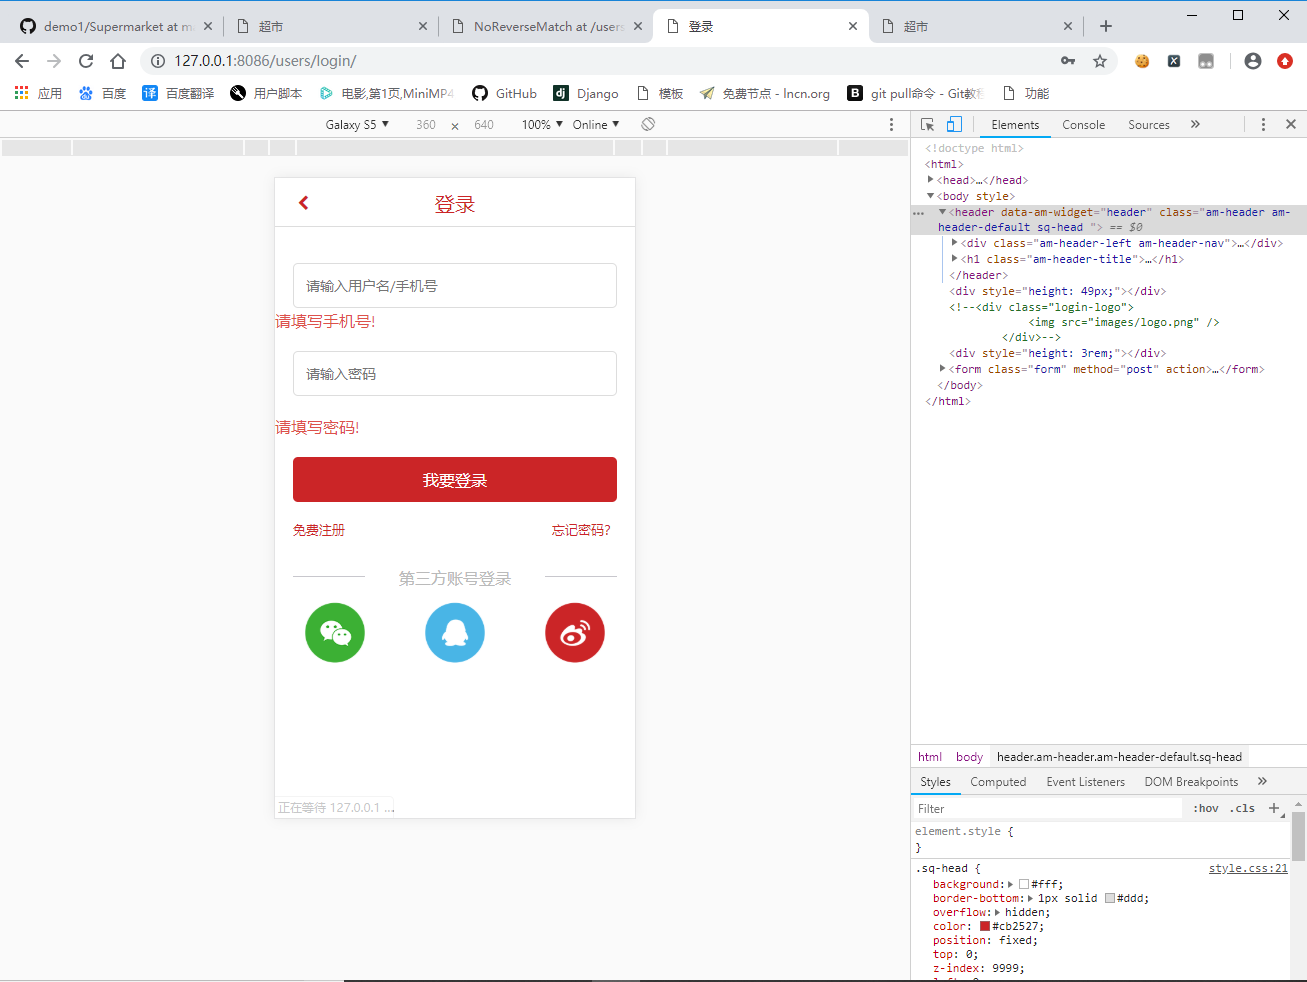 demo1/Supermarket at m
超市
NoReverseMatch at /users
登录
超市
127.0.0.1:8086/users/login/
应用
百度
译 百度翻译
用户脚本
电影,第1页,MiniMP4
GitHub
dj Django
模板
免费节点 - lncn.org
B git pull命令 - Git教程
功能
Galaxy S5 ▼ 360 × 640 100% ▼ Online ▼
Elements Console Sources »
<!doctype html>
<html>
▶<head>…</head>
▼<body style>
… ▼<header data-am-widget="header" class="am-header am-
header-default sq-head "> == $0
▶<div class="am-header-left am-header-nav">…</div>
▶<h1 class="am-header-title">…</h1>
</header>
<div style="height: 49px;"></div>
<!--<div class="login-logo">
<img src="images/logo.png" />
</div>-->
<div style="height: 3rem;"></div>
▶<form class="form" method="post" action>…</form>
</body>
</html>
登录
请输入用户名/手机号
请填写手机号!
请输入密码
请填写密码!
我要登录
免费注册 忘记密码?
第三方账号登录
正在等待 127.0.0.1 ...
html body header.am-header.am-header-default.sq-head
Styles Computed Event Listeners DOM Breakpoints »
Filter :hov .cls +
element.style {
}
.sq-head { style.css:21
background:▶ #fff;
border-bottom:▶ 1px solid #ddd;
overflow:▶ hidden;
color: #cb2527;
position: fixed;
top: 0;
z-index: 9999;